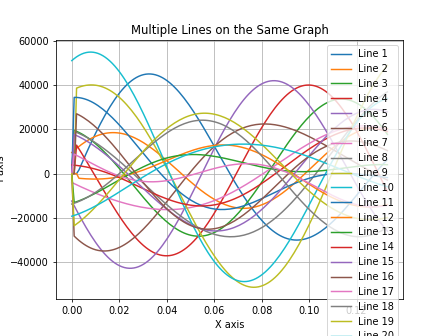 Multiple Lines on the Same Graph
60000
40000
20000
0
−20000
−40000
0.00
0.02
0.04
0.06
0.08
0.10
X axis
Line 1
Line 2
Line 3
Line 4
Line 5
Line 6
Line 7
Line 8
Line 9
Line 10
Line 11
Line 12
Line 13
Line 14
Line 15
Line 16
Line 17
Line 18
Line 19
Line 20